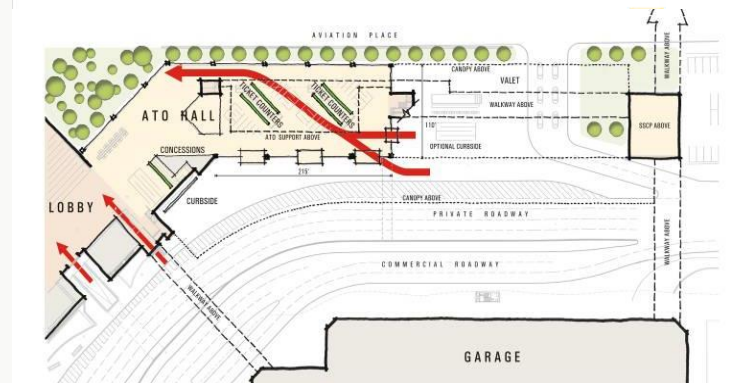 AVIATION PLACE
CANOPY ABOVE
VALET
WALKWAY ABOVE
WALKWAY ABOVE
TICKET COUNTERS
TICKET COUNTERS
ATO HALL
ATO SUPPORT ABOVE
110'
OPTIONAL CURBSIDE
SSCP ABOVE
CONCESSIONS
215'
LOBBY
CURBSIDE
CANOPY ABOVE
PRIVATE ROADWAY
WALKWAY ABOVE
COMMERCIAL ROADWAY
WALKWAY ABOVE
GARAGE